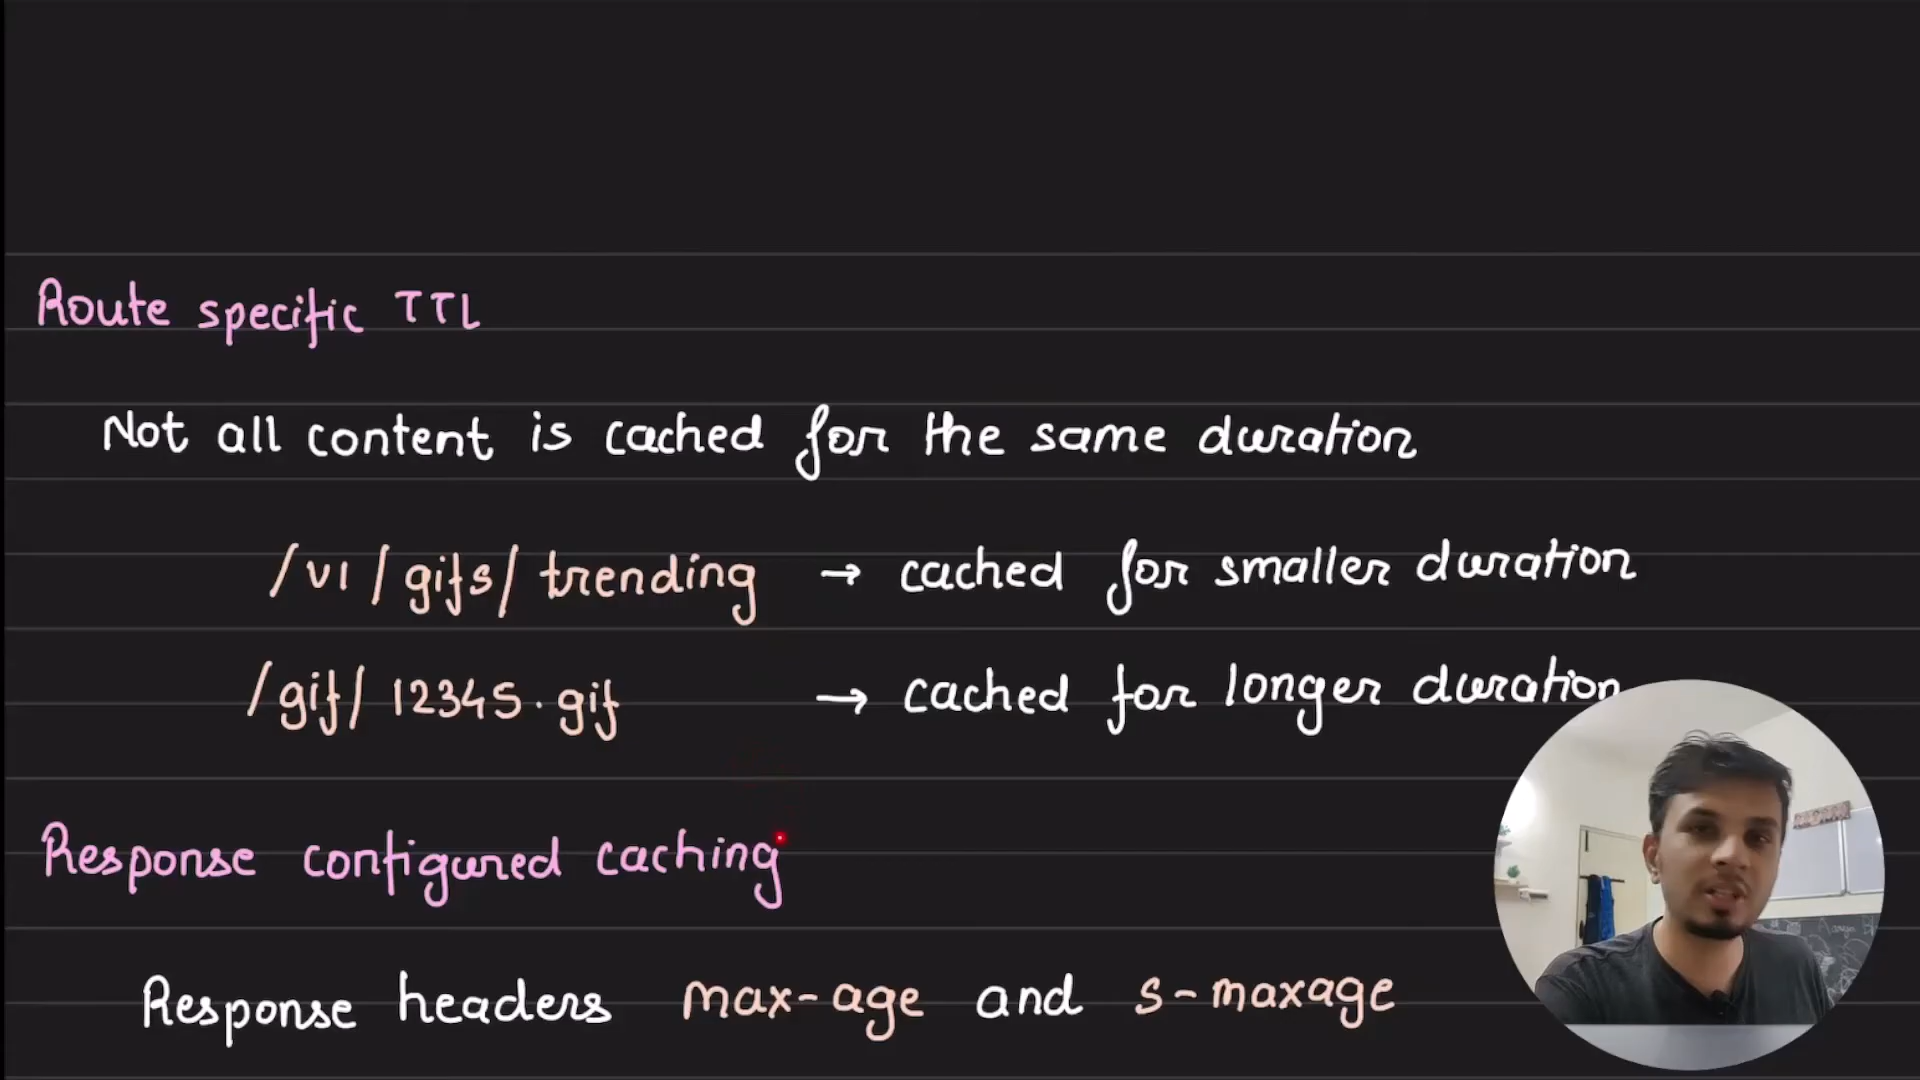 Route specific TTL
Not all content is cached for the same duration
/v1/gifs/trending → cached for smaller duration
/gif/12345.gif → cached for longer duration
Response configured caching
Response headers max-age and s-maxage